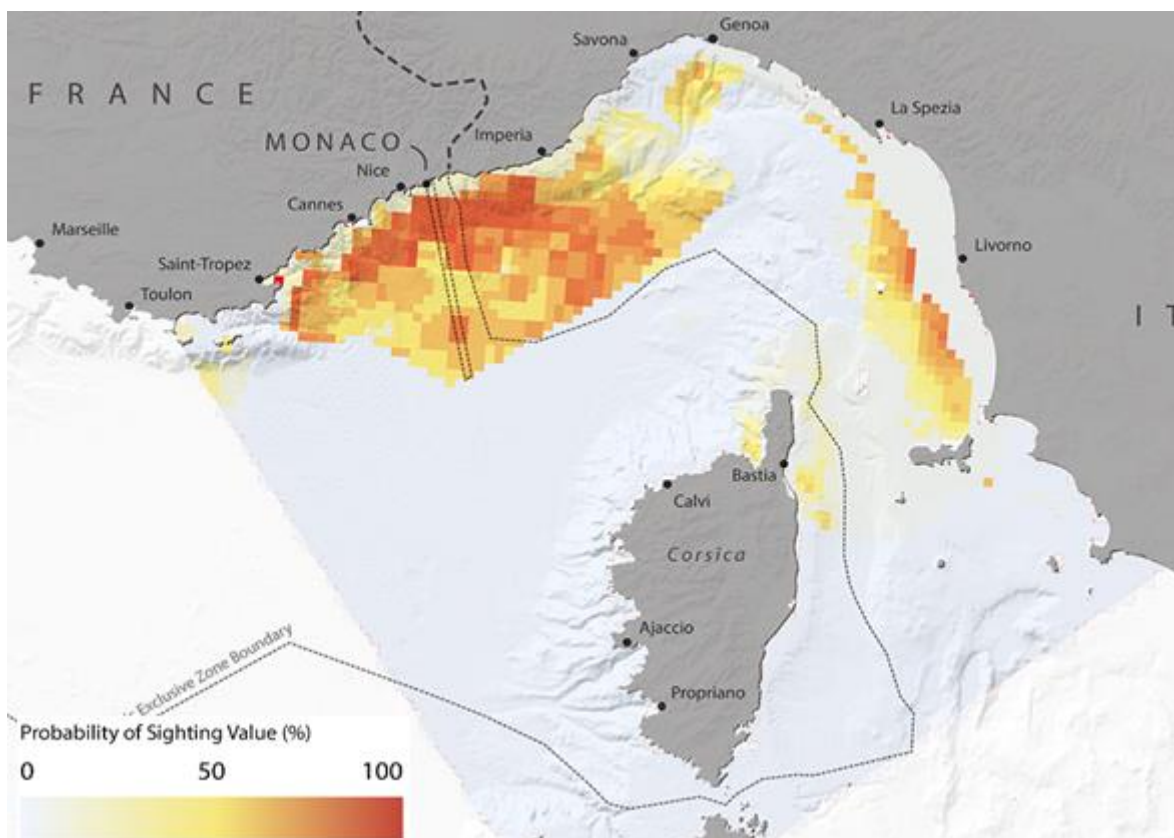 Genoa
Savona
FRANCE
La Spezia
Imperia
MONACO
Nice
Cannes
Marseille
Livorno
Saint-Tropez
Toulon
I T
Bastia
Calvi
Corsica
Ajaccio
Exclusive Zone Boundary
Propriano
Probability of Sighting Value (%)
0 50 100